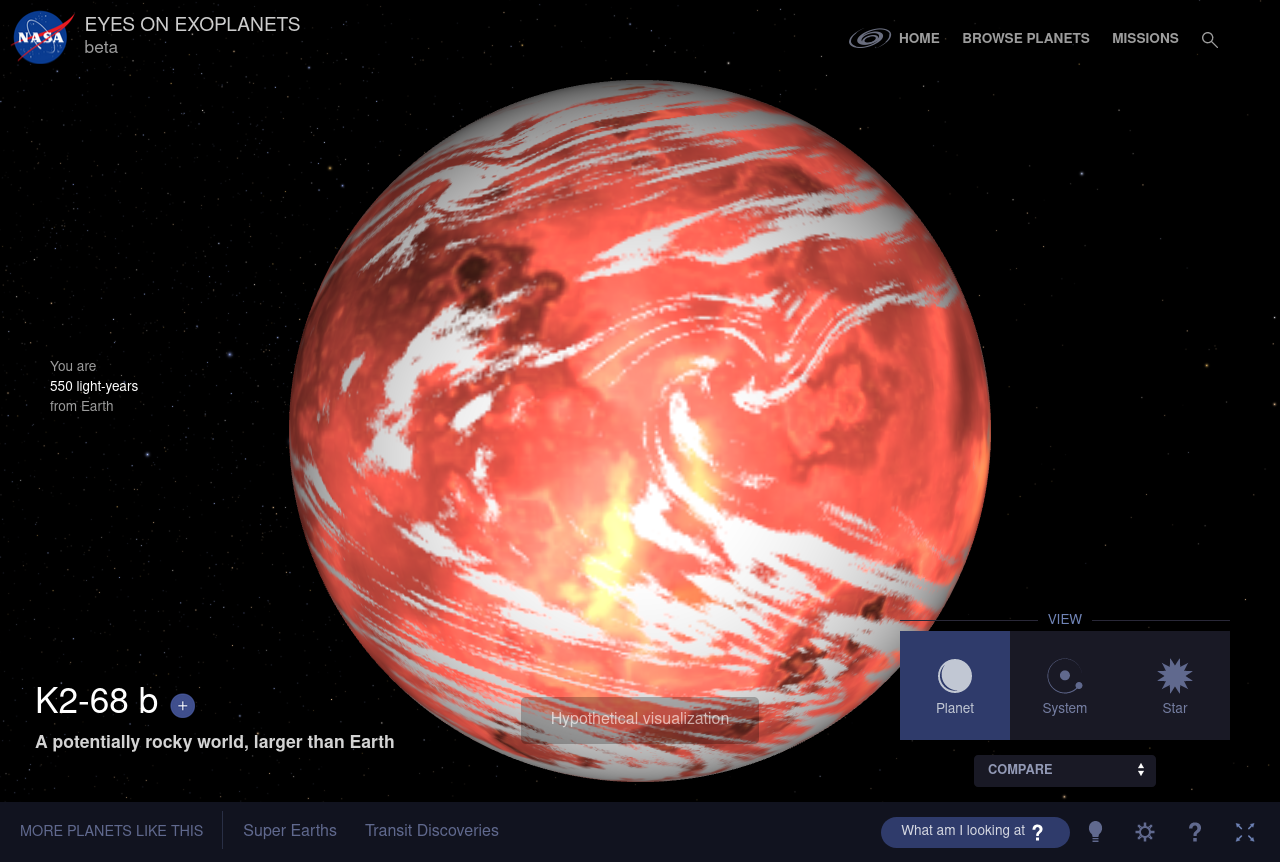 NASA
EYES ON EXOPLANETS
beta
HOME
BROWSE PLANETS
MISSIONS
You are
550 light-years
from Earth
VIEW
Planet
System
Star
K2-68 b +
A potentially rocky world, larger than Earth
Hypothetical visualization
COMPARE
MORE PLANETS LIKE THIS
Super Earths
Transit Discoveries
What am I looking at ?
?